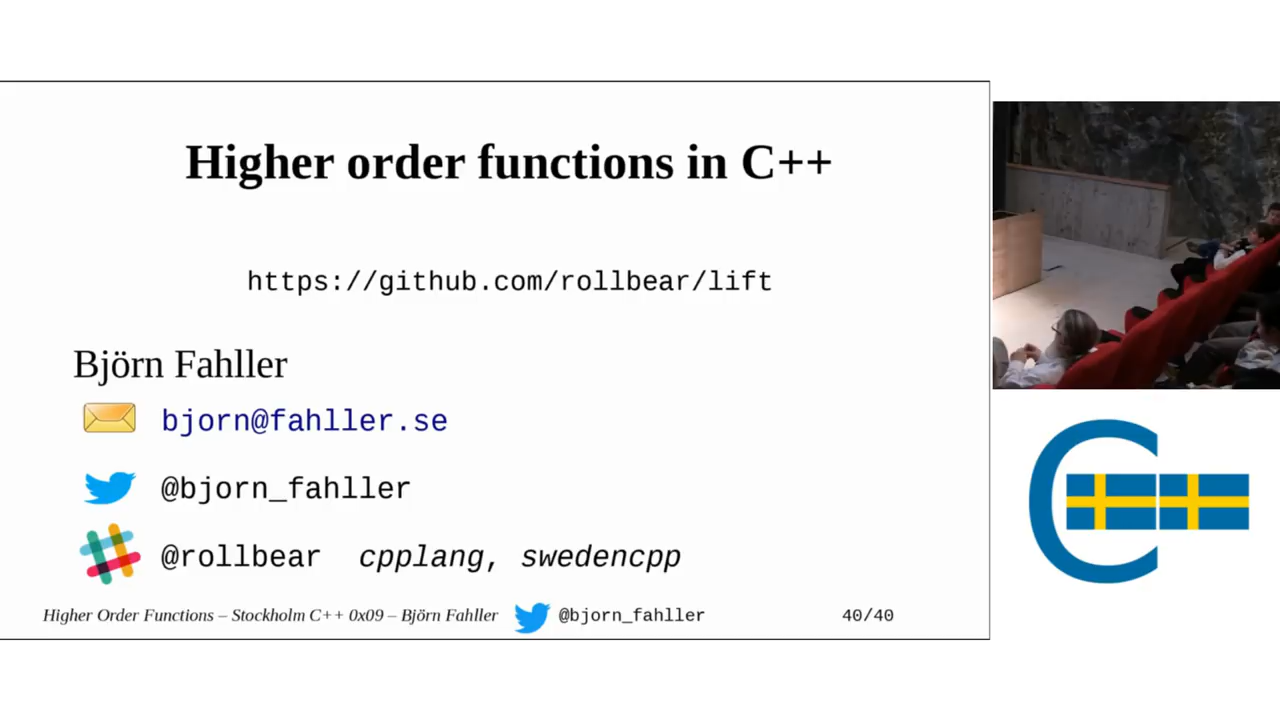 Higher order functions in C++
https://github.com/rollbear/lift
Björn Fahller
bjorn@fahller.se
@bjorn_fahller
@rollbear cpplang, swedencpp
Higher Order Functions – Stockholm C++ 0x09 – Björn Fahller @bjorn_fahller 40/40
C++